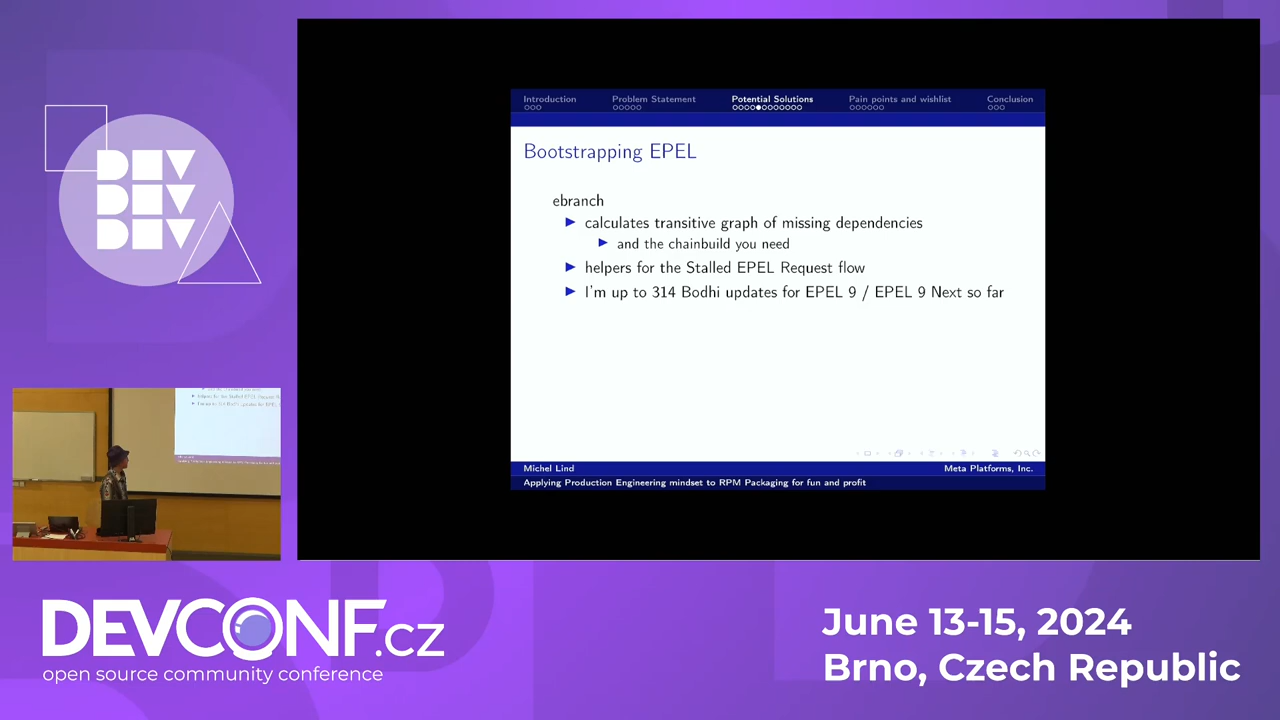 DEV
DEV
DEV
Introduction
Problem Statement
Potential Solutions
Pain points and wishlist
Conclusion
Bootstrapping EPEL
ebranch
calculates transitive graph of missing dependencies
and the chainbuild you need
helpers for the Stalled EPEL Request flow
I'm up to 314 Bodhi updates for EPEL 9 / EPEL 9 Next so far
Michel Lind
Meta Platforms, Inc.
Applying Production Engineering mindset to RPM Packaging for fun and profit
DEVCONF.cz
open source community conference
June 13-15, 2024
Brno, Czech Republic